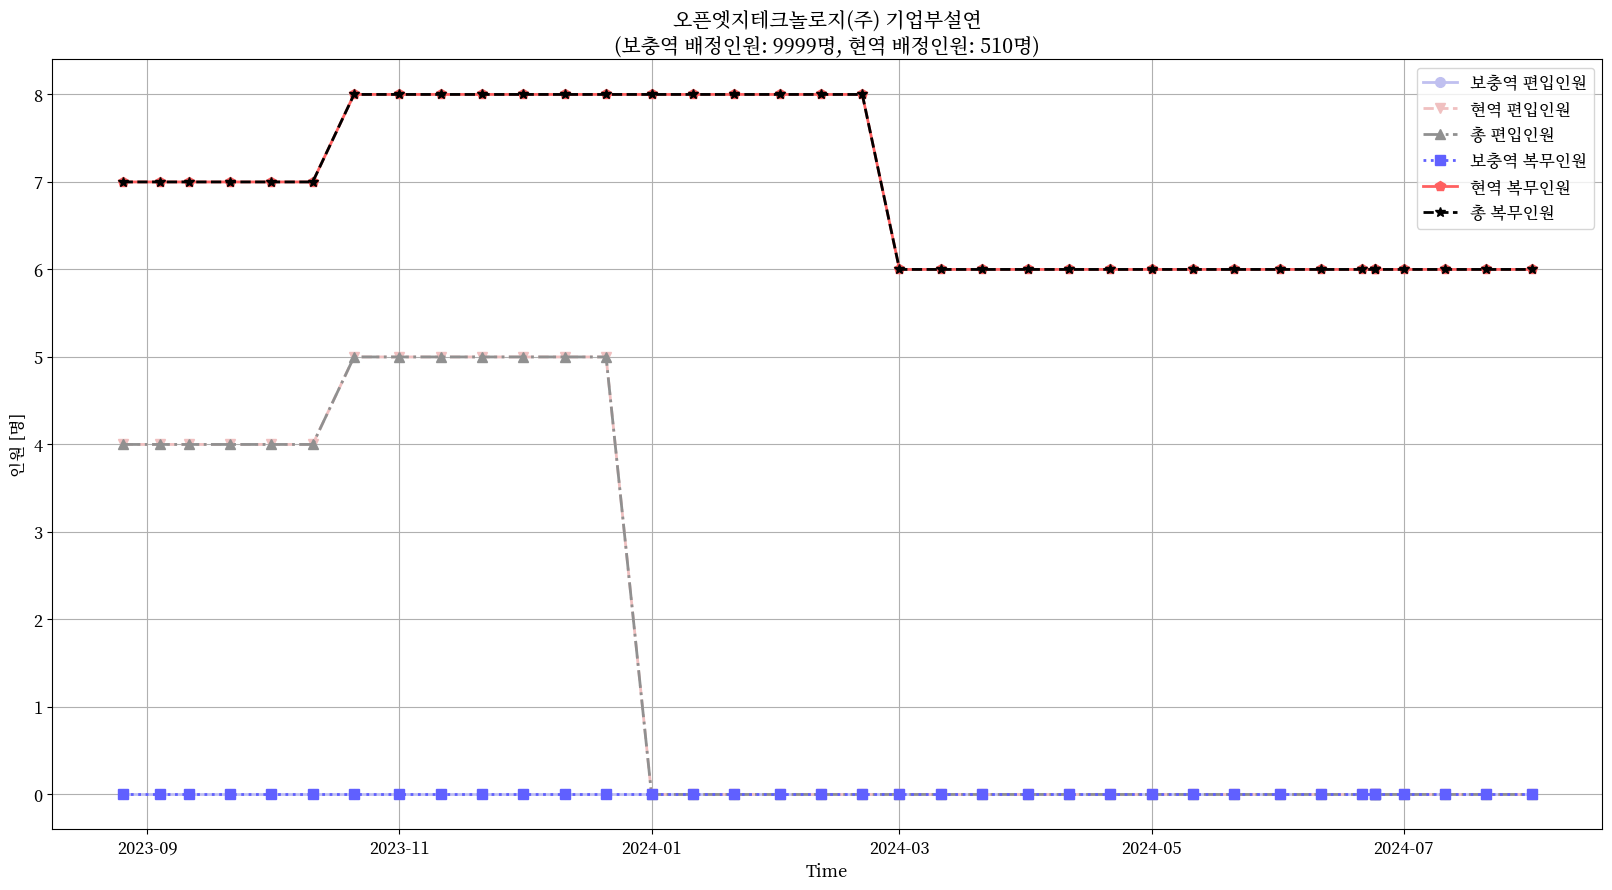 오픈엣지테크놀로지(주) 기업부설연
(보충역 배정인원: 9999명, 현역 배정인원: 510명)
보충역 편입인원
현역 편입인원
총 편입인원
보충역 복무인원
현역 복무인원
총 복무인원
8
7
6
5
4
3
2
1
0
인원 [명]
2023-09
2023-11
2024-01
2024-03
2024-05
2024-07
Time